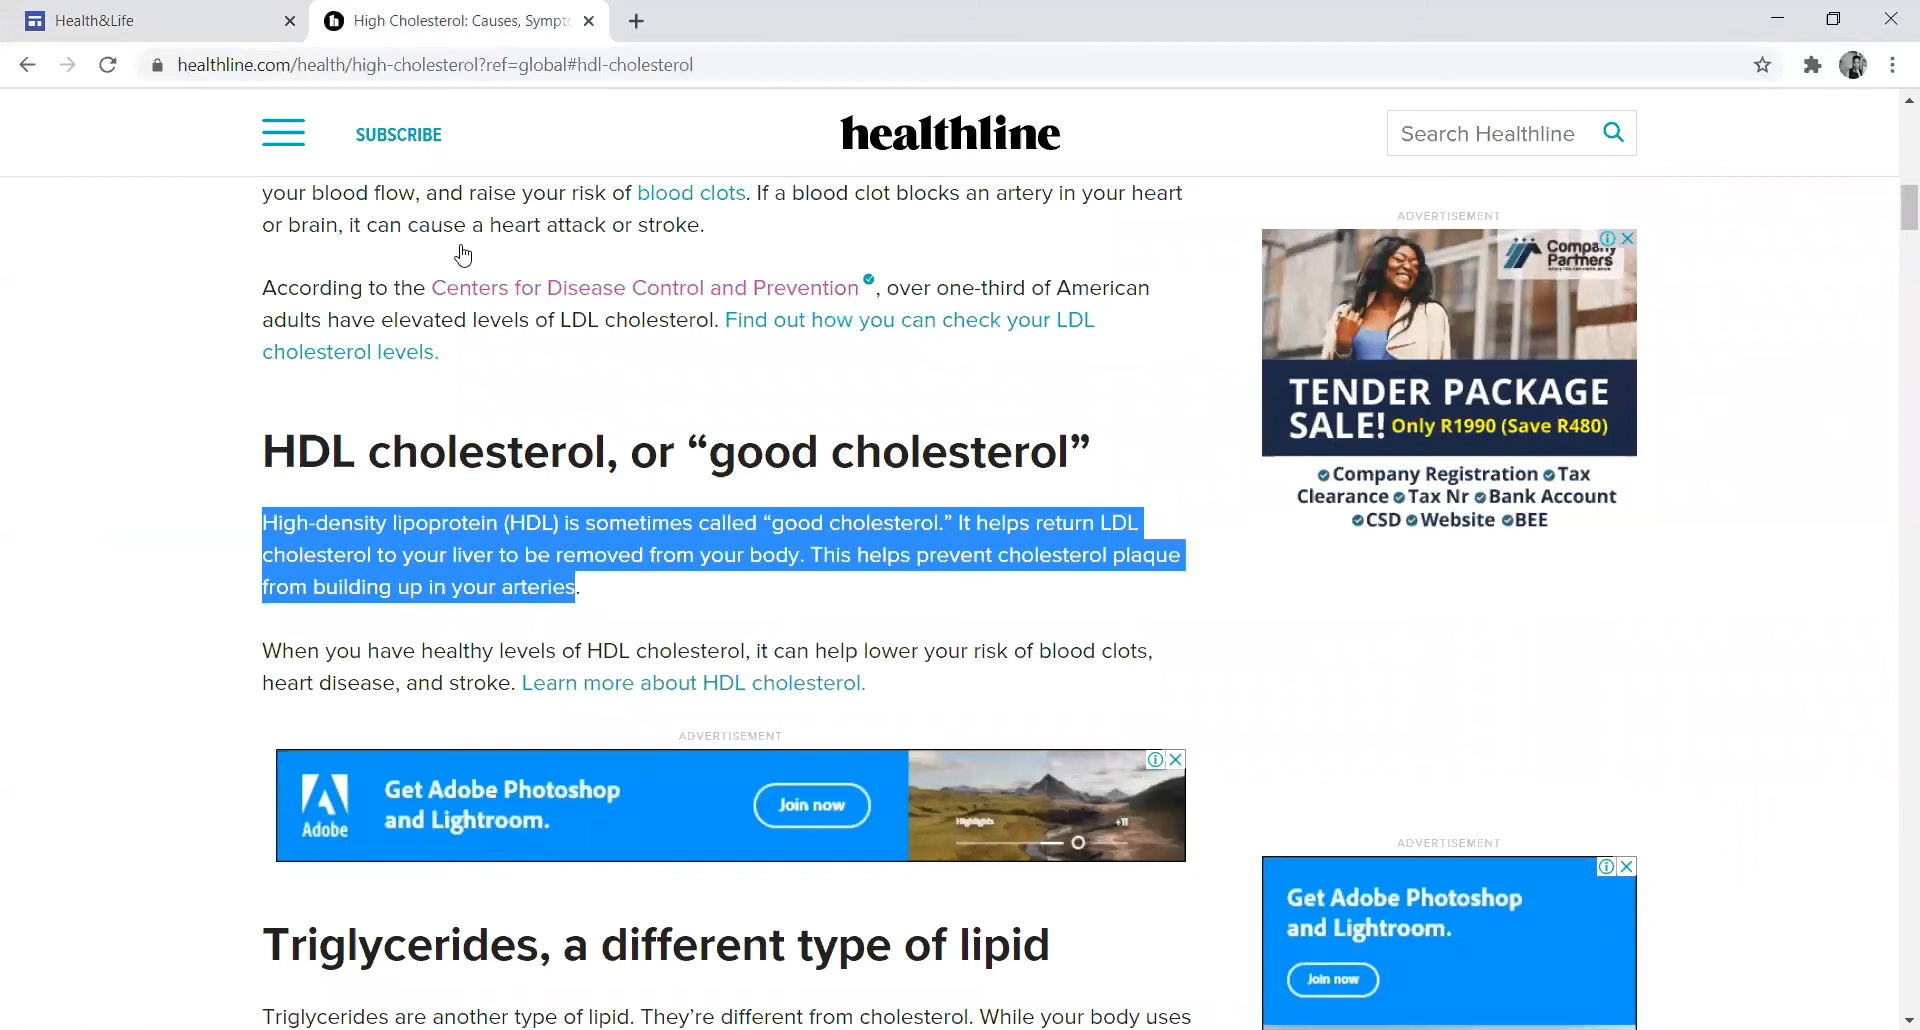 Health&Life
High Cholesterol: Causes, Sympto
healthline.com/health/high-cholesterol?ref=global#hdl-cholesterol
SUBSCRIBE
healthline
Search Healthline
your blood flow, and raise your risk of blood clots. If a blood clot blocks an artery in your heart
or brain, it can cause a heart attack or stroke.
According to the Centers for Disease Control and Prevention, over one-third of American
adults have elevated levels of LDL cholesterol. Find out how you can check your LDL
cholesterol levels.
HDL cholesterol, or “good cholesterol”
High-density lipoprotein (HDL) is sometimes called “good cholesterol.” It helps return LDL
cholesterol to your liver to be removed from your body. This helps prevent cholesterol plaque
from building up in your arteries.
When you have healthy levels of HDL cholesterol, it can help lower your risk of blood clots,
heart disease, and stroke. Learn more about HDL cholesterol.
ADVERTISEMENT
Adobe
Get Adobe Photoshop
and Lightroom.
Join now
Highlights
+11
Triglycerides, a different type of lipid
Triglycerides are another type of lipid. They’re different from cholesterol. While your body uses
ADVERTISEMENT
Company
Partners
TENDER PACKAGE
SALE! Only R1990 (Save R480)
Company Registration Tax
Clearance Tax Nr Bank Account
CSD Website BEE
ADVERTISEMENT
Get Adobe Photoshop
and Lightroom.
Join now